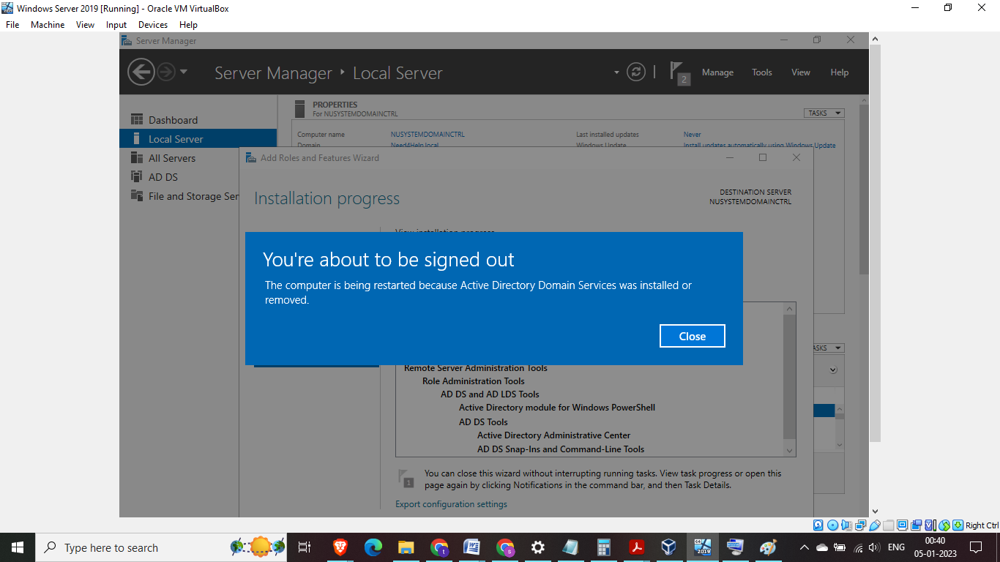 Windows Server 2019 [Running] - Oracle VM VirtualBox
File Machine View Input Devices Help
Server Manager
Server Manager ‣ Local Server
2
Manage Tools View Help
Dashboard
Local Server
All Servers
AD DS
File and Storage Ser
PROPERTIES
For NUSYSTEMDOMAINCTRL
TASKS
Computer name NUSYSTEMDOMAINCTRL Last installed updates Never
Domain Need4Help.local Windows Update Install updates automatically using Windows Update
Add Roles and Features Wizard
Installation progress
DESTINATION SERVER
NUSYSTEMDOMAINCTRL
View installation progress
You're about to be signed out
The computer is being restarted because Active Directory Domain Services was installed or
removed.
Close
ASKS
Remote Server Administration Tools
Role Administration Tools
AD DS and AD LDS Tools
Active Directory module for Windows PowerShell
AD DS Tools
Active Directory Administrative Center
AD DS Snap-Ins and Command-Line Tools
1
You can close this wizard without interrupting running tasks. View task progress or open this
page again by clicking Notifications in the command bar, and then Task Details.
Export configuration settings
Right Ctrl
Type here to search
2019
ENG
00:40
05-01-2023